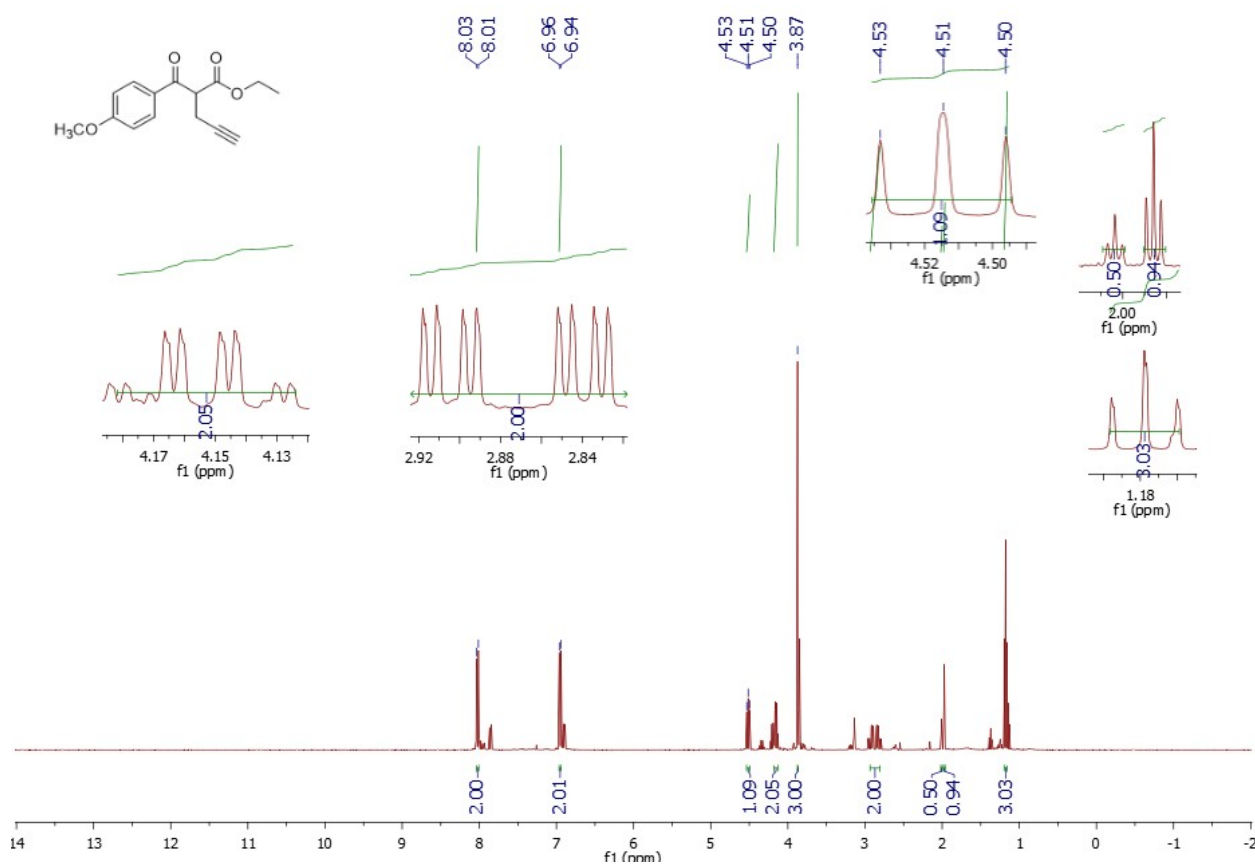 O O
O
H₃CO
8.03
8.01
6.96
6.94
4.53
4.51
4.50
3.87
4.53
4.51
4.50
1.09
4.52 4.50
f1 (ppm)
0.50
0.94
2.00
f1 (ppm)
2.05
4.17 4.15 4.13
f1 (ppm)
2.00
2.92 2.88 2.84
f1 (ppm)
3.03
1.18
f1 (ppm)
2.00
2.01
1.09
2.05
3.00
2.00
0.50
0.94
3.03
14 13 12 11 10 9 8 7 6 5 4 3 2 1 0 -1 -2
f1 (ppm)